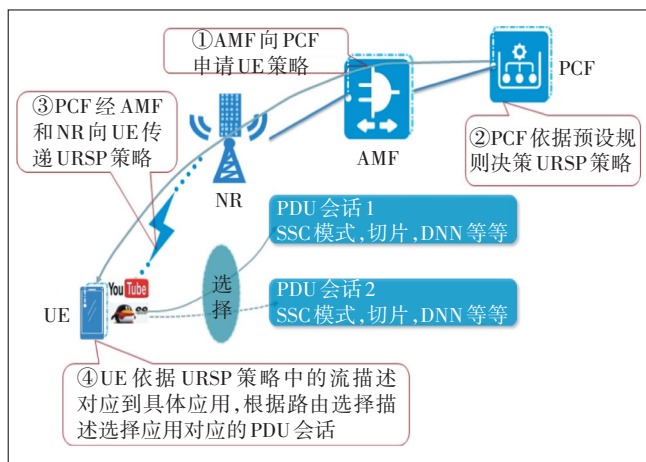 ①AMF向PCF
申请UE策略
PCF
③PCF经AMF
和NR向UE传
递URSP策略
AMF
②PCF依据预设规
则决策URSP策略
NR
PDU会话1
SSC模式,切片,DNN等等
You Tube
选择
UE
PDU会话2
SSC模式,切片,DNN等等
④UE依据URSP策略中的流描述
对应到具体应用,根据路由选择描
述选择应用对应的PDU会话